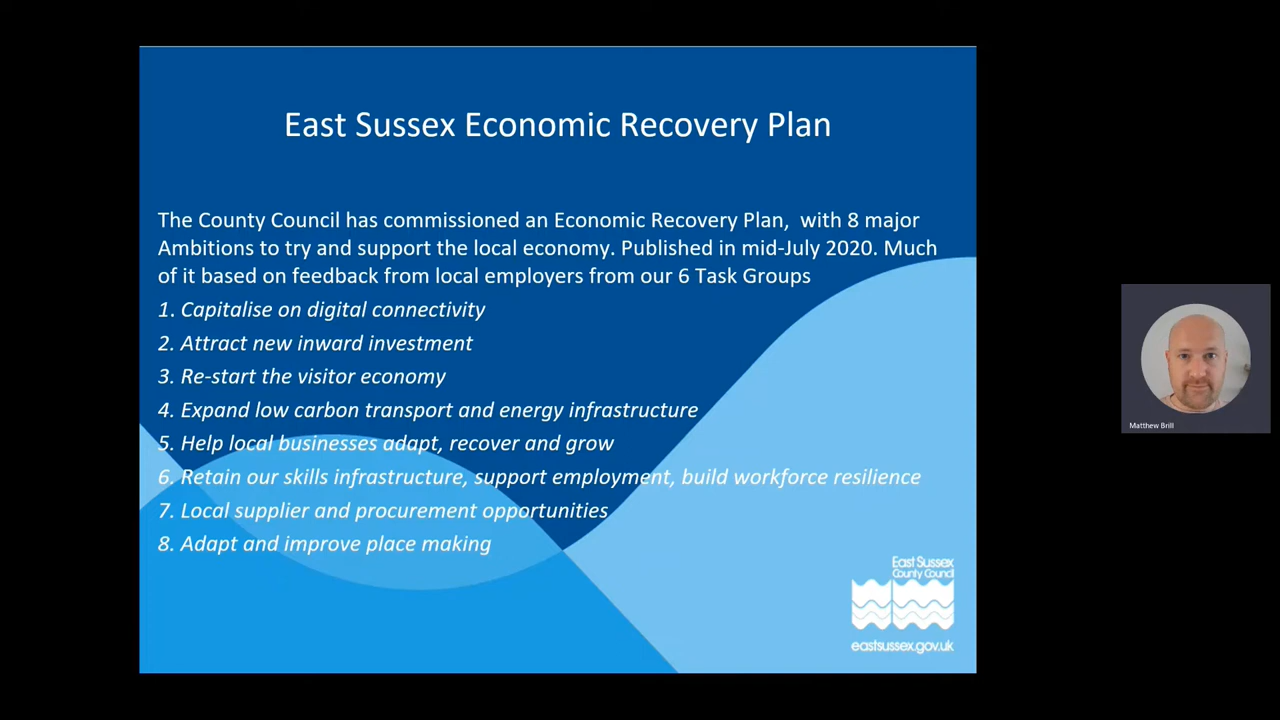 East Sussex Economic Recovery Plan
The County Council has commissioned an Economic Recovery Plan,  with 8 major
Ambitions to try and support the local economy. Published in mid-July 2020. Much
of it based on feedback from local employers from our 6 Task Groups
1. Capitalise on digital connectivity
2. Attract new inward investment
3. Re-start the visitor economy
4. Expand low carbon transport and energy infrastructure
5. Help local businesses adapt, recover and grow
6. Retain our skills infrastructure, support employment, build workforce resilience
7. Local supplier and procurement opportunities
8. Adapt and improve place making
East Sussex
County Council
eastsussex.gov.uk
Matthew Brill